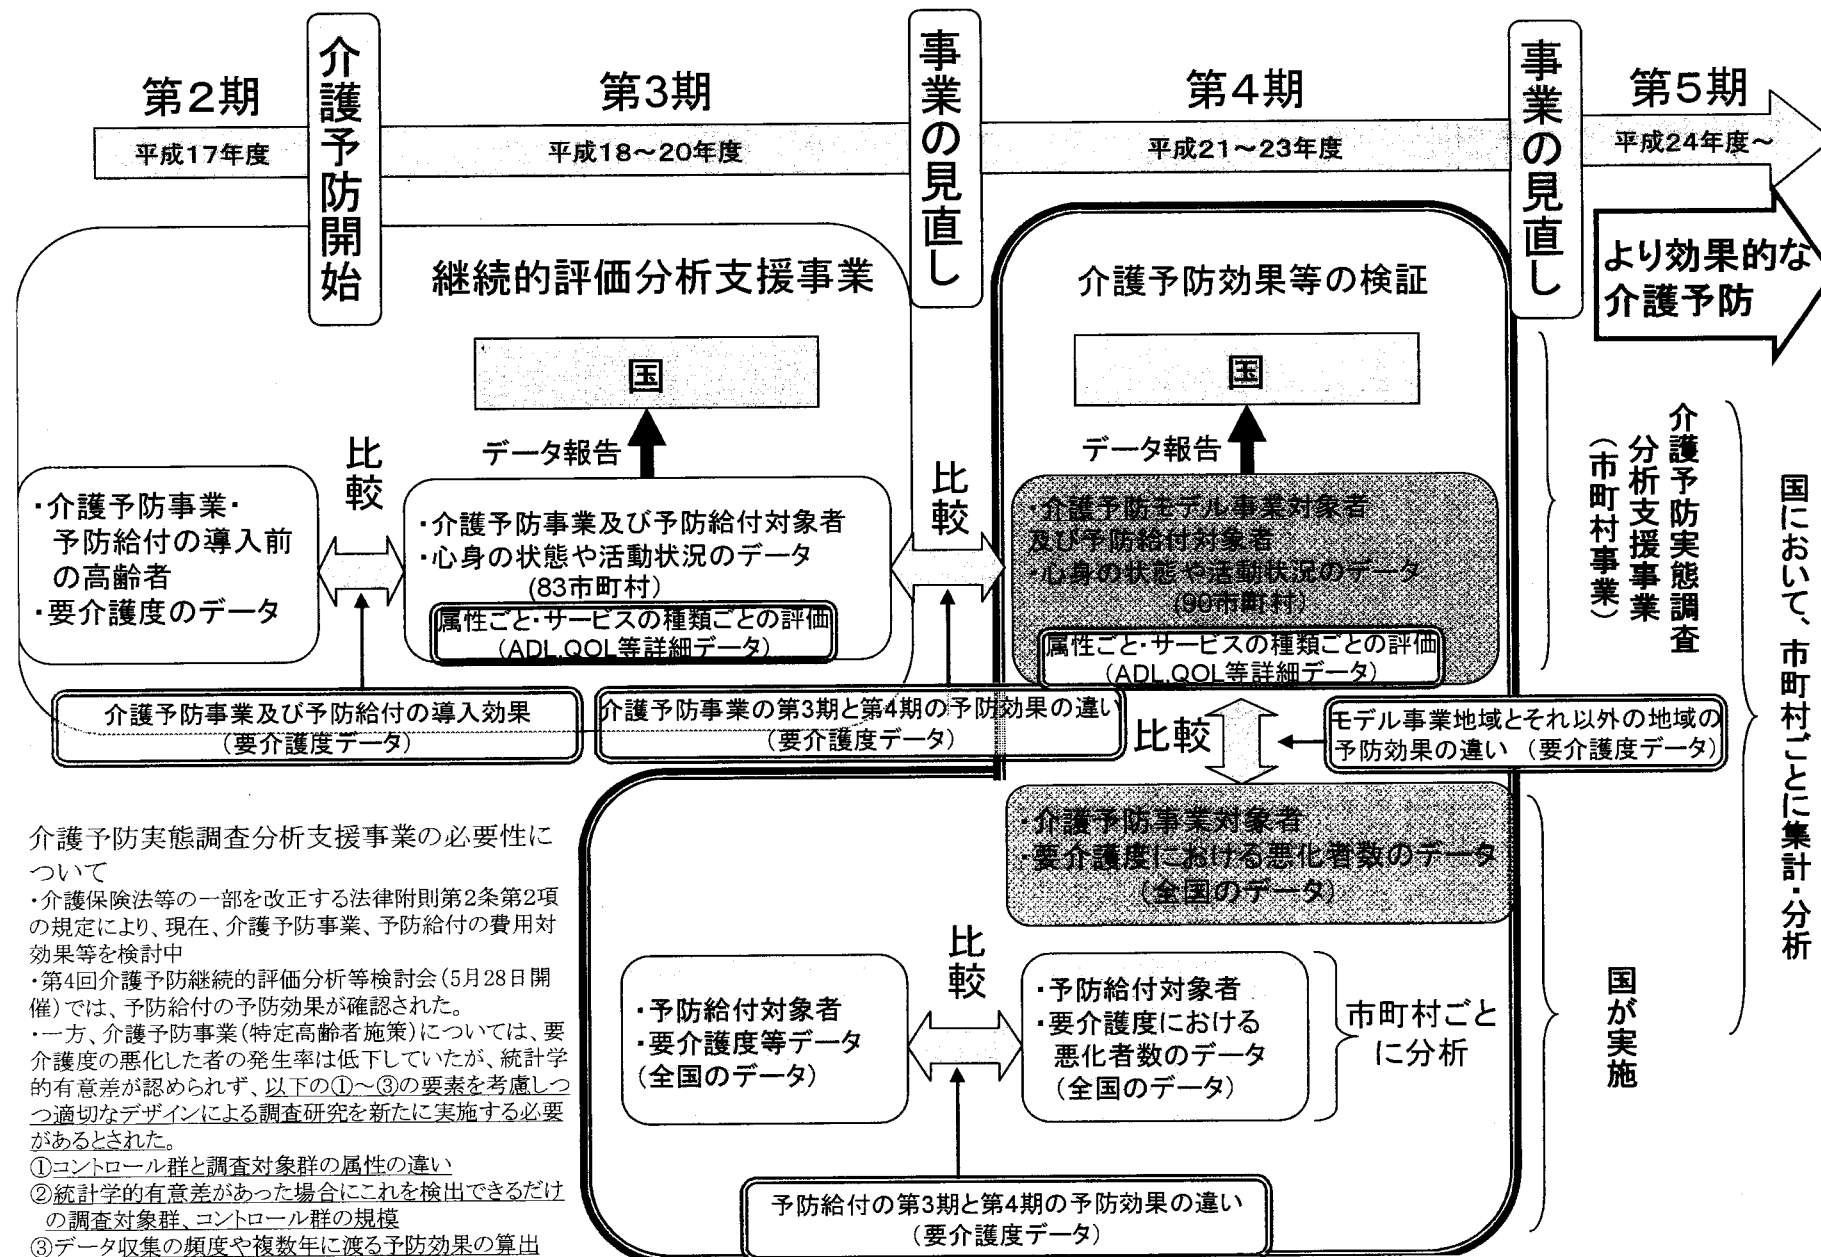 第2期
平成17年度
介護予防開始
第3期
平成18～20年度
事業の見直し
第4期
平成21～23年度
事業の見直し
第5期
平成24年度～
より効果的な
介護予防
継続的評価分析支援事業
国
データ報告
比較
・介護予防事業・
予防給付の導入前
の高齢者
・要介護度のデータ
・介護予防事業及び予防給付対象者
・心身の状態や活動状況のデータ
(83市町村)
属性ごと・サービスの種類ごとの評価
(ADL,QOL等詳細データ)
比較
介護予防効果等の検証
国
データ報告
・介護予防モデル事業対象者
及び予防給付対象者
・心身の状態や活動状況のデータ
(90市町村)
属性ごと・サービスの種類ごとの評価
(ADL,QOL等詳細データ)
介護予防実態調査
分析支援事業
(市町村事業)
国において、市町村ごとに集計・分析
介護予防事業及び予防給付の導入効果
(要介護度データ)
介護予防事業の第3期と第4期の予防効果の違い
(要介護度データ)
比較
モデル事業地域とそれ以外の地域の
予防効果の違い (要介護度データ)
・介護予防事業対象者
・要介護度における悪化者数のデータ
(全国のデータ)
比較
・予防給付対象者
・要介護度等データ
(全国のデータ)
・予防給付対象者
・要介護度における
悪化者数のデータ
(全国のデータ)
市町村ごと
に分析
国が実施
予防給付の第3期と第4期の予防効果の違い
(要介護度データ)
介護予防実態調査分析支援事業の必要性に
ついて
・介護保険法等の一部を改正する法律附則第2条第2項
の規定により、現在、介護予防事業、予防給付の費用対
効果等を検討中
・第4回介護予防継続的評価分析等検討会(5月28日開
催)では、予防給付の予防効果が確認された。
・一方、介護予防事業(特定高齢者施策)については、要
介護度の悪化した者の発生率は低下していたが、統計学
的有意差が認められず、以下の①～③の要素を考慮しつ
つ適切なデザインによる調査研究を新たに実施する必要
があるとされた。
①コントロール群と調査対象群の属性の違い
②統計学的有意差があった場合にこれを検出できるだけ
の調査対象群、コントロール群の規模
③データ収集の頻度や複数年に渡る予防効果の算出